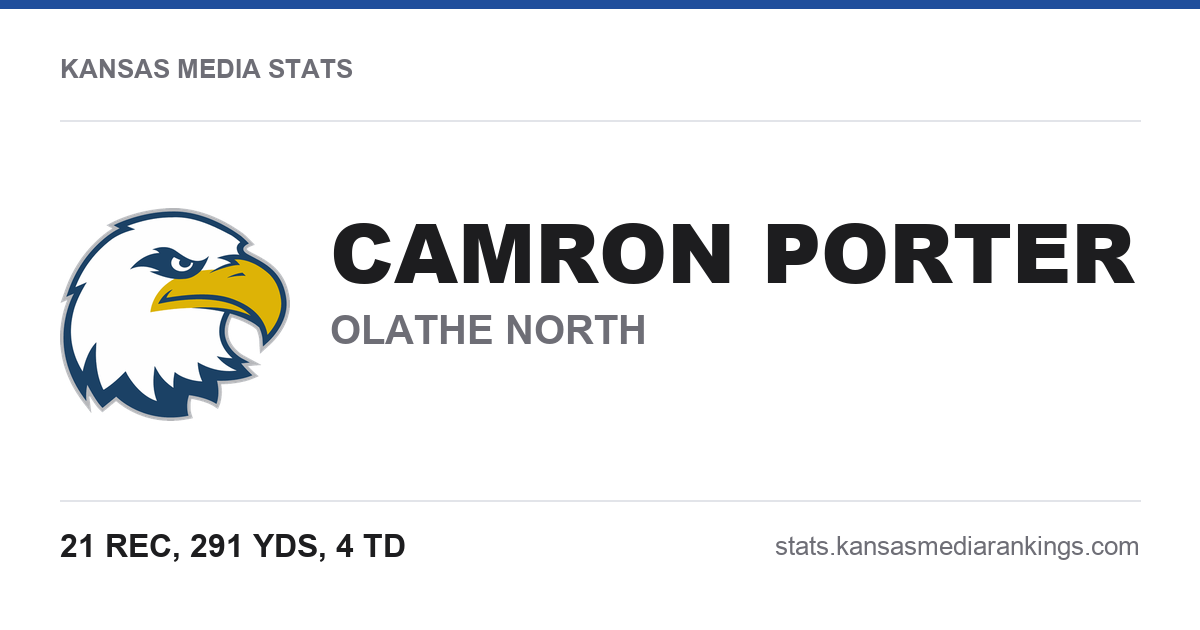 KANSAS MEDIA STATS
CAMRON PORTER
OLATHE NORTH
21 REC, 291 YDS, 4 TD
stats.kansasmediarankings.com